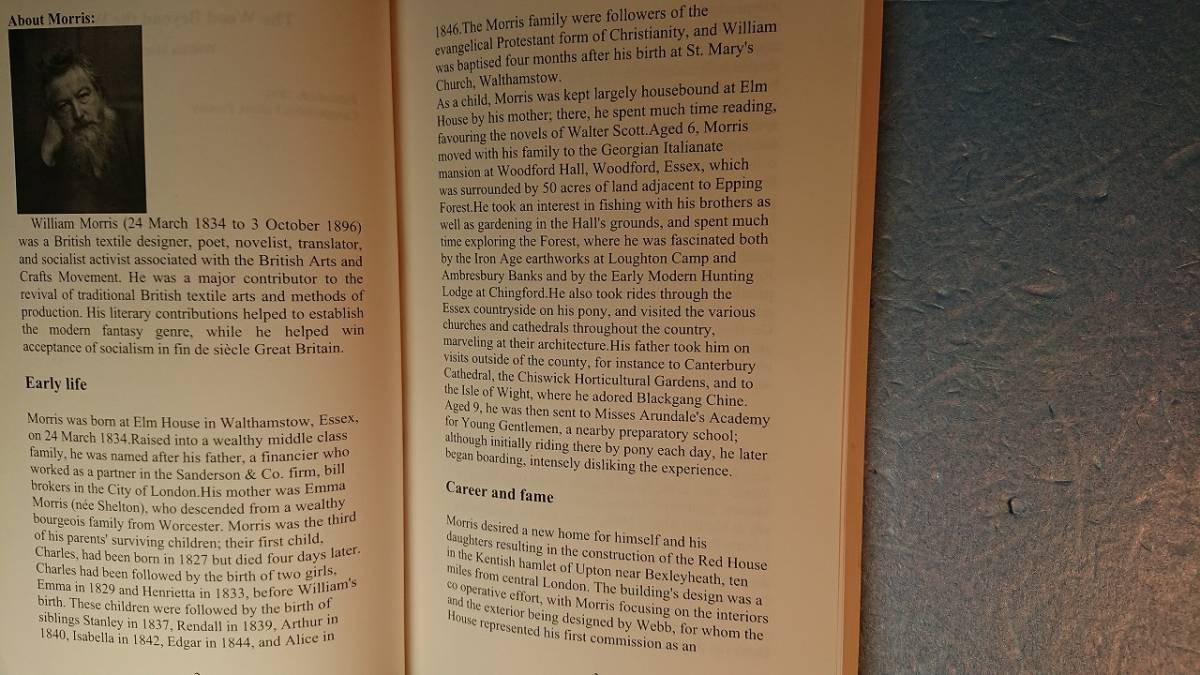 About Morris:
William Morris (24 March 1834 to 3 October 1896)
was a British textile designer, poet, novelist, translator,
and socialist activist associated with the British Arts and
Crafts Movement. He was a major contributor to the
revival of traditional British textile arts and methods of
production. His literary contributions helped to establish
the modern fantasy genre, while he helped win
acceptance of socialism in fin de siècle Great Britain.
Early life
Morris was born at Elm House in Walthamstow, Essex,
on 24 March 1834.Raised into a wealthy middle class
family, he was named after his father, a financier who
worked as a partner in the Sanderson & Co. firm, bill
brokers in the City of London.His mother was Emma
Morris (née Shelton), who descended from a wealthy
bourgeois family from Worcester. Morris was the third
of his parents' surviving children; their first child,
Charles, had been born in 1827 but died four days later.
Charles had been followed by the birth of two girls,
Emma in 1829 and Henrietta in 1833, before William's
birth. These children were followed by the birth of
siblings Stanley in 1837, Rendall in 1839, Arthur in
1840, Isabella in 1842, Edgar in 1844, and Alice in
1846.The Morris family were followers of the
evangelical Protestant form of Christianity, and William
was baptised four months after his birth at St. Mary's
Church, Walthamstow.
As a child, Morris was kept largely housebound at Elm
House by his mother; there, he spent much time reading,
favouring the novels of Walter Scott.Aged 6, Morris
moved with his family to the Georgian Italianate
mansion at Woodford Hall, Woodford, Essex, which
was surrounded by 50 acres of land adjacent to Epping
Forest.He took an interest in fishing with his brothers as
well as gardening in the Hall's grounds, and spent much
time exploring the Forest, where he was fascinated both
by the Iron Age earthworks at Loughton Camp and
Ambresbury Banks and by the Early Modern Hunting
Lodge at Chingford.He also took rides through the
Essex countryside on his pony, and visited the various
churches and cathedrals throughout the country,
marveling at their architecture.His father took him on
visits outside of the county, for instance to Canterbury
Cathedral, the Chiswick Horticultural Gardens, and to
the Isle of Wight, where he adored Blackgang Chine.
Aged 9, he was then sent to Misses Arundale's Academy
for Young Gentlemen, a nearby preparatory school;
although initially riding there by pony each day, he later
began boarding, intensely disliking the experience.
Career and fame
Morris desired a new home for himself and his
daughters resulting in the construction of the Red House
in the Kentish hamlet of Upton near Bexleyheath, ten
miles from central London. The building's design was a
co operative effort, with Morris focusing on the interiors
and the exterior being designed by Webb, for whom the
House represented his first commission as an